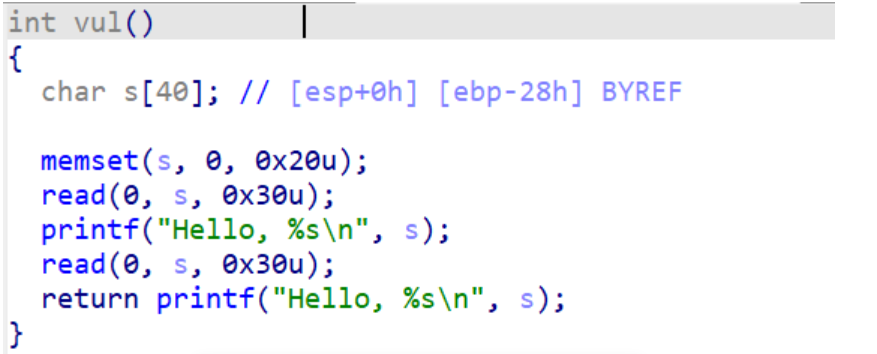 int vul()
{
char s[40]; // [esp+0h] [ebp-28h] BYREF
memset(s, 0, 0x20u);
read(0, s, 0x30u);
printf("Hello, %s\n", s);
read(0, s, 0x30u);
return printf("Hello, %s\n", s);
}